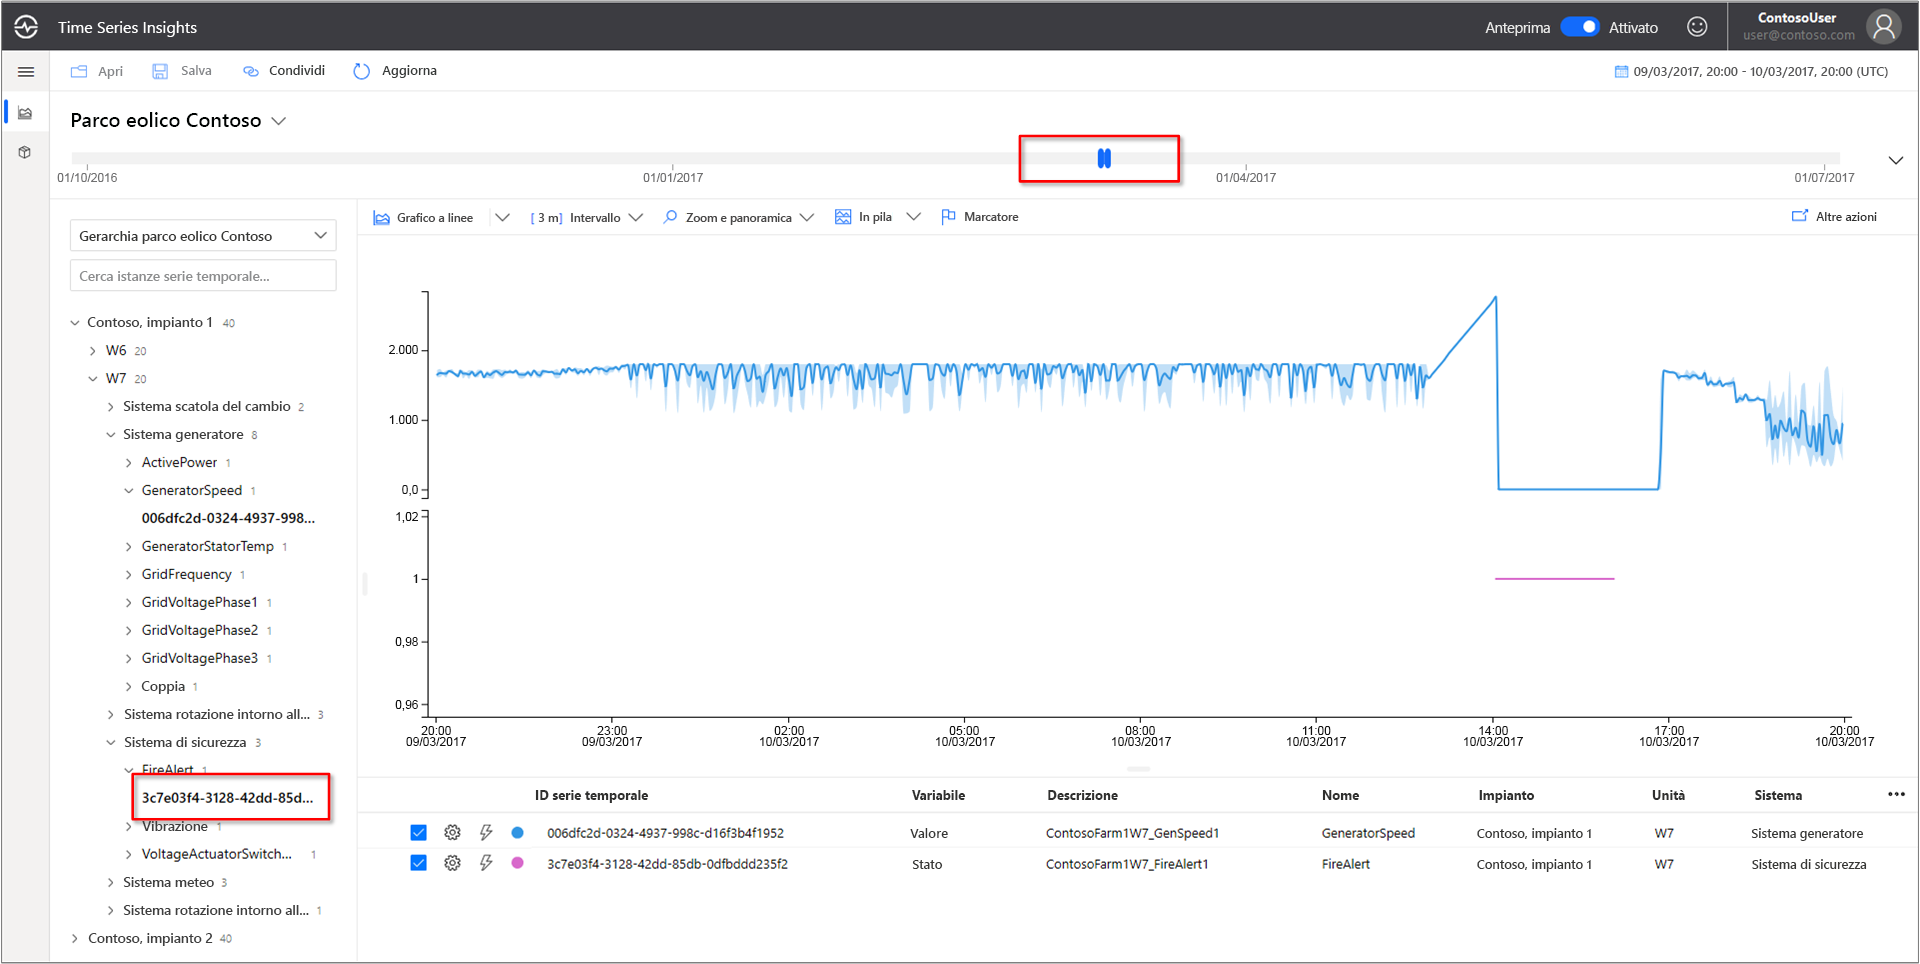 Time Series Insights
Anteprima Attivato
ContosoUser
user@contoso.com
Apri Salva Condividi Aggiorna
09/03/2017, 20:00 - 10/03/2017, 20:00 (UTC)
Parco eolico Contoso
01/10/2016 01/01/2017 01/04/2017 01/07/2017
Grafico a linee [ 3 m] Intervallo Zoom e panoramica In pila Marcatore Altre azioni
Gerarchia parco eolico Contoso
Cerca istanze serie temporale...
Contoso, impianto 1 40
W6 20
W7 20
Sistema scatola del cambio 2
Sistema generatore 8
ActivePower 1
GeneratorSpeed 1
006dfc2d-0324-4937-998...
GeneratorStatorTemp 1
GridFrequency 1
GridVoltagePhase1 1
GridVoltagePhase2 1
GridVoltagePhase3 1
Coppia 1
Sistema rotazione intorno all... 3
Sistema di sicurezza 3
FireAlert 1
3c7e03f4-3128-42dd-85d...
Vibrazione 1
VoltageActuatorSwitch... 1
Sistema meteo 3
Sistema rotazione intorno all... 1
Contoso, impianto 2 40
2.000
1.000
0,0
1,02
1
0,98
0,96
20:00 23:00 02:00 05:00 08:00 11:00 14:00 17:00 20:00
09/03/2017 09/03/2017 10/03/2017 10/03/2017 10/03/2017 10/03/2017 10/03/2017 10/03/2017 10/03/2017
ID serie temporale Variabile Descrizione Nome Impianto Unità Sistema
006dfc2d-0324-4937-998c-d16f3b4f1952 Valore ContosoFarm1W7_GenSpeed1 GeneratorSpeed Contoso, impianto 1 W7 Sistema generatore
3c7e03f4-3128-42dd-85db-0dfbddd235f2 Stato ContosoFarm1W7_FireAlert1 FireAlert Contoso, impianto 1 W7 Sistema di sicurezza